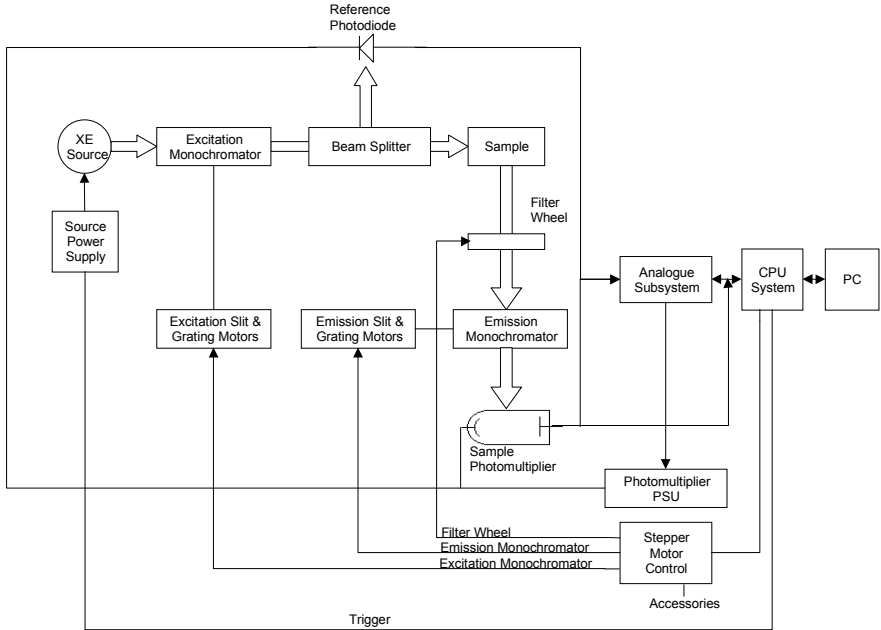 Reference
Photodiode
XE
Source
Excitation
Monochromator
Beam Splitter
Sample
Filter
Wheel
Source
Power
Supply
Analogue
Subsystem
CPU
System
PC
Excitation Slit &
Grating Motors
Emission Slit &
Grating Motors
Emission
Monochromator
Sample
Photomultiplier
Photomultiplier
PSU
Filter Wheel
Emission Monochromator
Excitation Monochromator
Stepper
Motor
Control
Accessories
Trigger